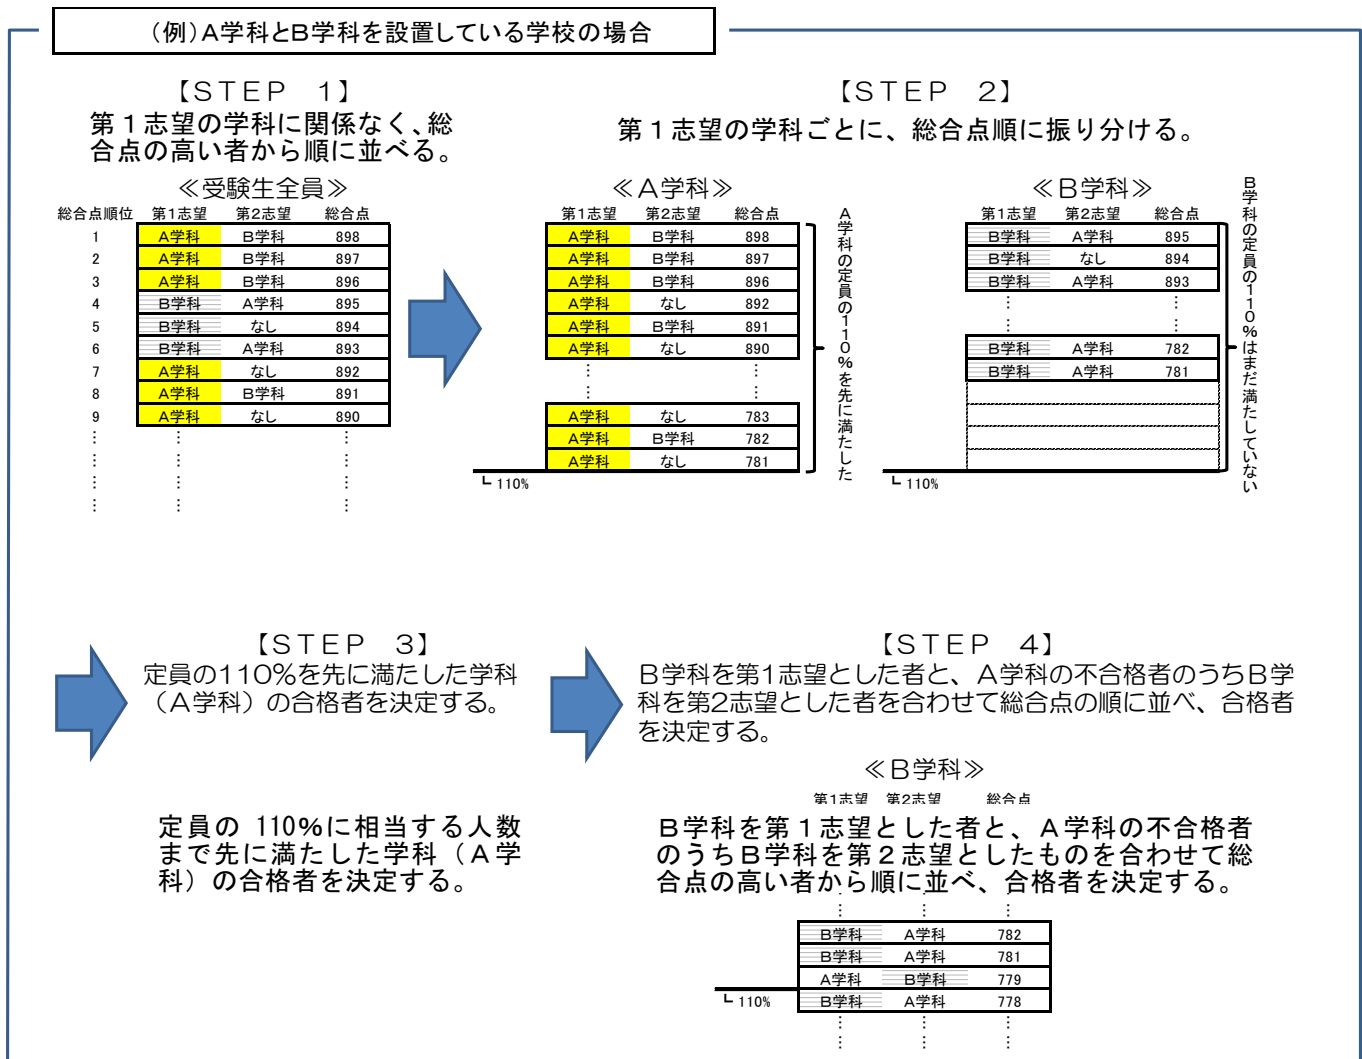 （例）Ａ学科とＢ学科を設置している学校の場合
【ＳＴＥＰ　１】
第１志望の学科に関係なく、総
合点の高い者から順に並べる。
≪受験生全員≫
総合点順位 第1志望 第2志望 総合点
1 A学科 B学科 898
2 A学科 B学科 897
3 A学科 B学科 896
4 B学科 A学科 895
5 B学科 なし 894
6 B学科 A学科 893
7 A学科 なし 892
8 A学科 B学科 891
9 A学科 なし 890
⋮ ⋮ ⋮
⋮ ⋮ ⋮
⋮ ⋮ ⋮
⋮ ⋮ ⋮
【ＳＴＥＰ　２】
第１志望の学科ごとに、総合点順に振り分ける。
≪Ａ学科≫
第1志望 第2志望 総合点
A学科 B学科 898
A学科 B学科 897
A学科 B学科 896
A学科 なし 892
A学科 B学科 891
A学科 なし 890
⋮ ⋮
⋮ ⋮
A学科 なし 783
A学科 B学科 782
A学科 なし 781
┗ 110%
A学科の定員の110%を先に満たした
≪Ｂ学科≫
第1志望 第2志望 総合点
B学科 A学科 895
B学科 なし 894
B学科 A学科 893
⋮ ⋮
⋮ ⋮
B学科 A学科 782
B学科 A学科 781
┗ 110%
B学科の定員の110%はまだ満たしていない
【ＳＴＥＰ　３】
定員の110%を先に満たした学科
（Ａ学科）の合格者を決定する。
定員の 110%に相当する人数
まで先に満たした学科（Ａ学
科）の合格者を決定する。
【ＳＴＥＰ　４】
Ｂ学科を第1志望とした者と、Ａ学科の不合格者のうちＢ学
科を第2志望とした者を合わせて総合点の順に並べ、合格者
を決定する。
≪Ｂ学科≫
第1志望 第2志望 総合点
Ｂ学科を第１志望とした者と、Ａ学科の不合格者
のうちＢ学科を第２志望としたものを合わせて総
合点の高い者から順に並べ、合格者を決定する。
⋮ ⋮ ⋮
B学科 A学科 782
B学科 A学科 781
A学科 B学科 779
┗ 110%
B学科 A学科 778
⋮ ⋮ ⋮
⋮ ⋮ ⋮